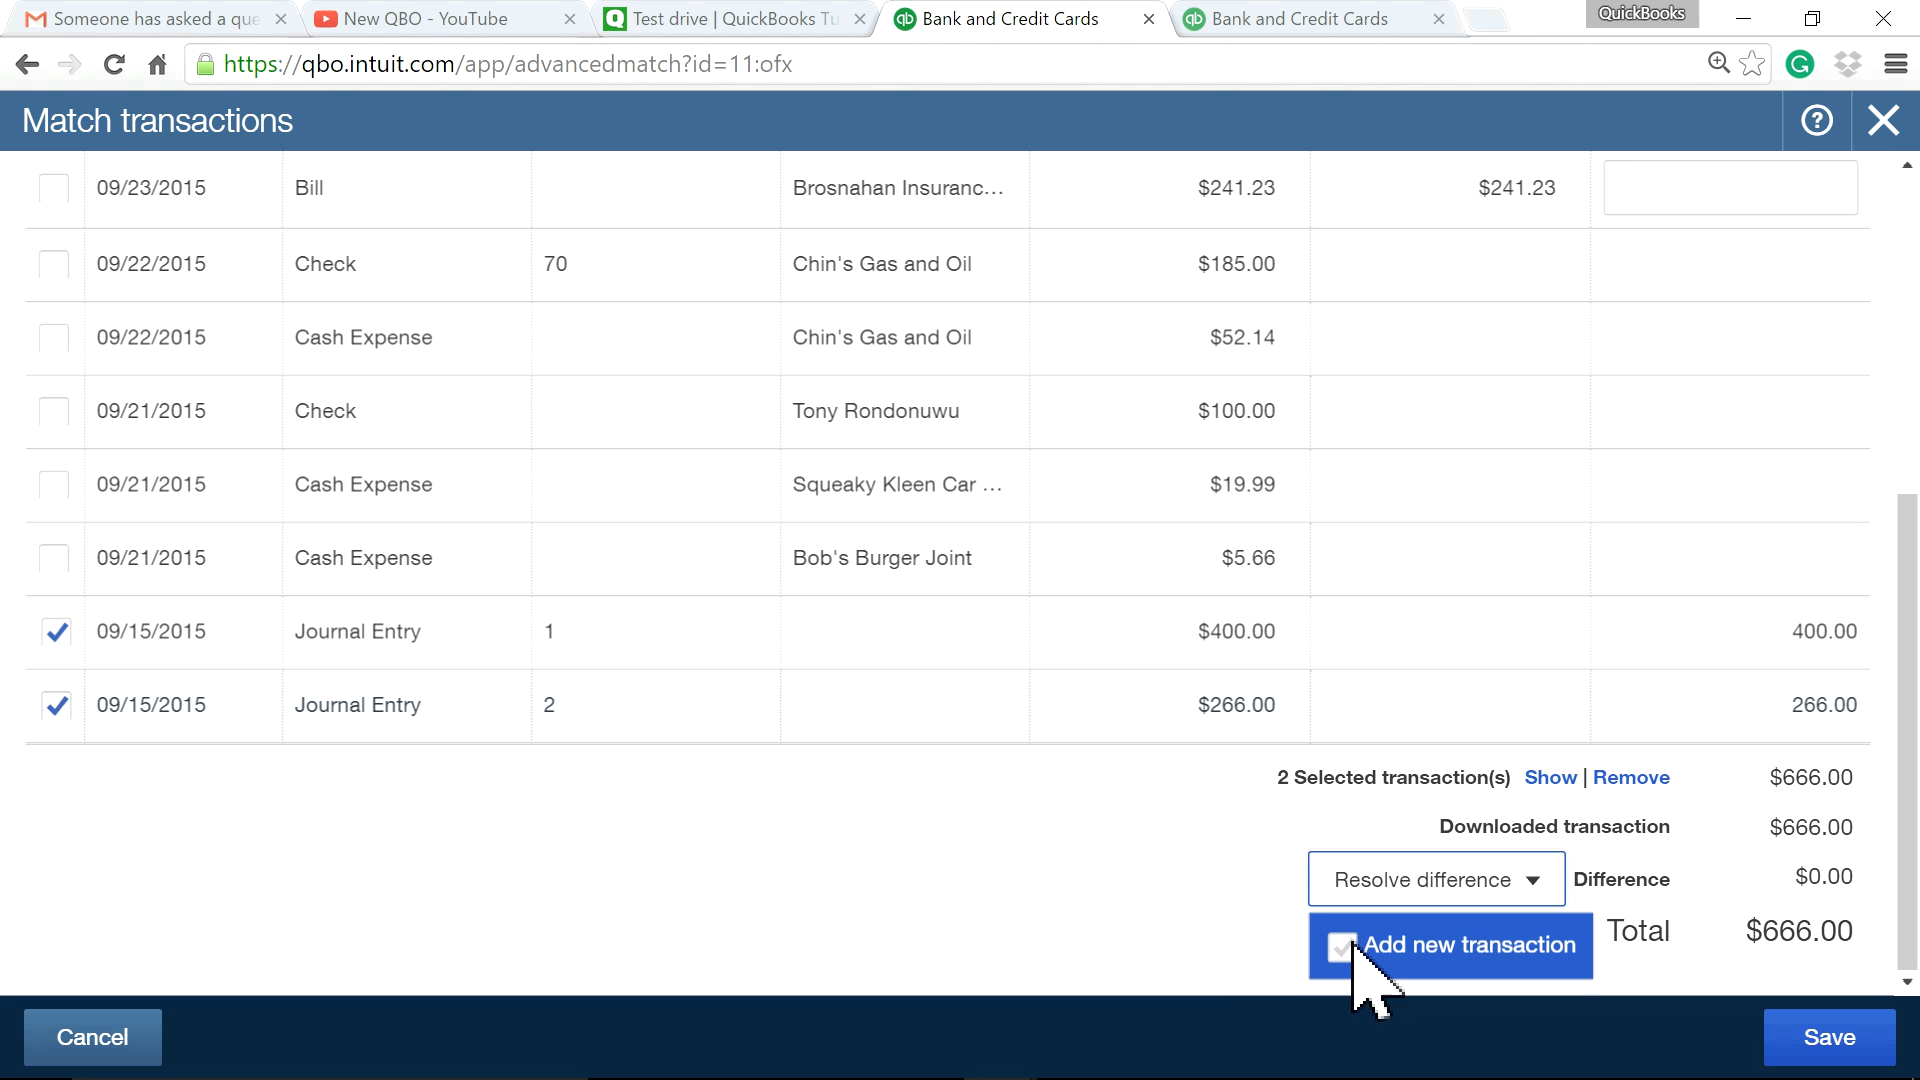 Someone has asked a que
New QBO - YouTube
Test drive | QuickBooks Tu
Bank and Credit Cards
Bank and Credit Cards
QuickBooks
https://qbo.intuit.com/app/advancedmatch?id=11:ofx
Match transactions
09/23/2015 Bill Brosnahan Insuranc... $241.23 $241.23
09/22/2015 Check 70 Chin's Gas and Oil $185.00
09/22/2015 Cash Expense Chin's Gas and Oil $52.14
09/21/2015 Check Tony Rondonuwu $100.00
09/21/2015 Cash Expense Squeaky Kleen Car ... $19.99
09/21/2015 Cash Expense Bob's Burger Joint $5.66
09/15/2015 Journal Entry 1 $400.00 400.00
09/15/2015 Journal Entry 2 $266.00 266.00
2 Selected transaction(s) Show | Remove $666.00
Downloaded transaction $666.00
Resolve difference Difference $0.00
Add new transaction Total $666.00
Cancel Save